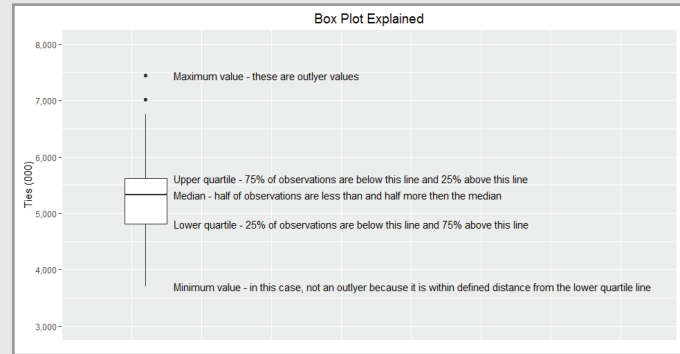 Box Plot Explained
8,000
Maximum value - these are outlyer values
7,000
6,000
Upper quartile - 75% of observations are below this line and 25% above this line
Median - half of observations are less than and half more then the median
Ties (000)
5,000
Lower quartile - 25% of observations are below this line and 75% above this line
4,000
Minimum value - in this case, not an outlyer because it is within defined distance from the lower quartile line
3,000